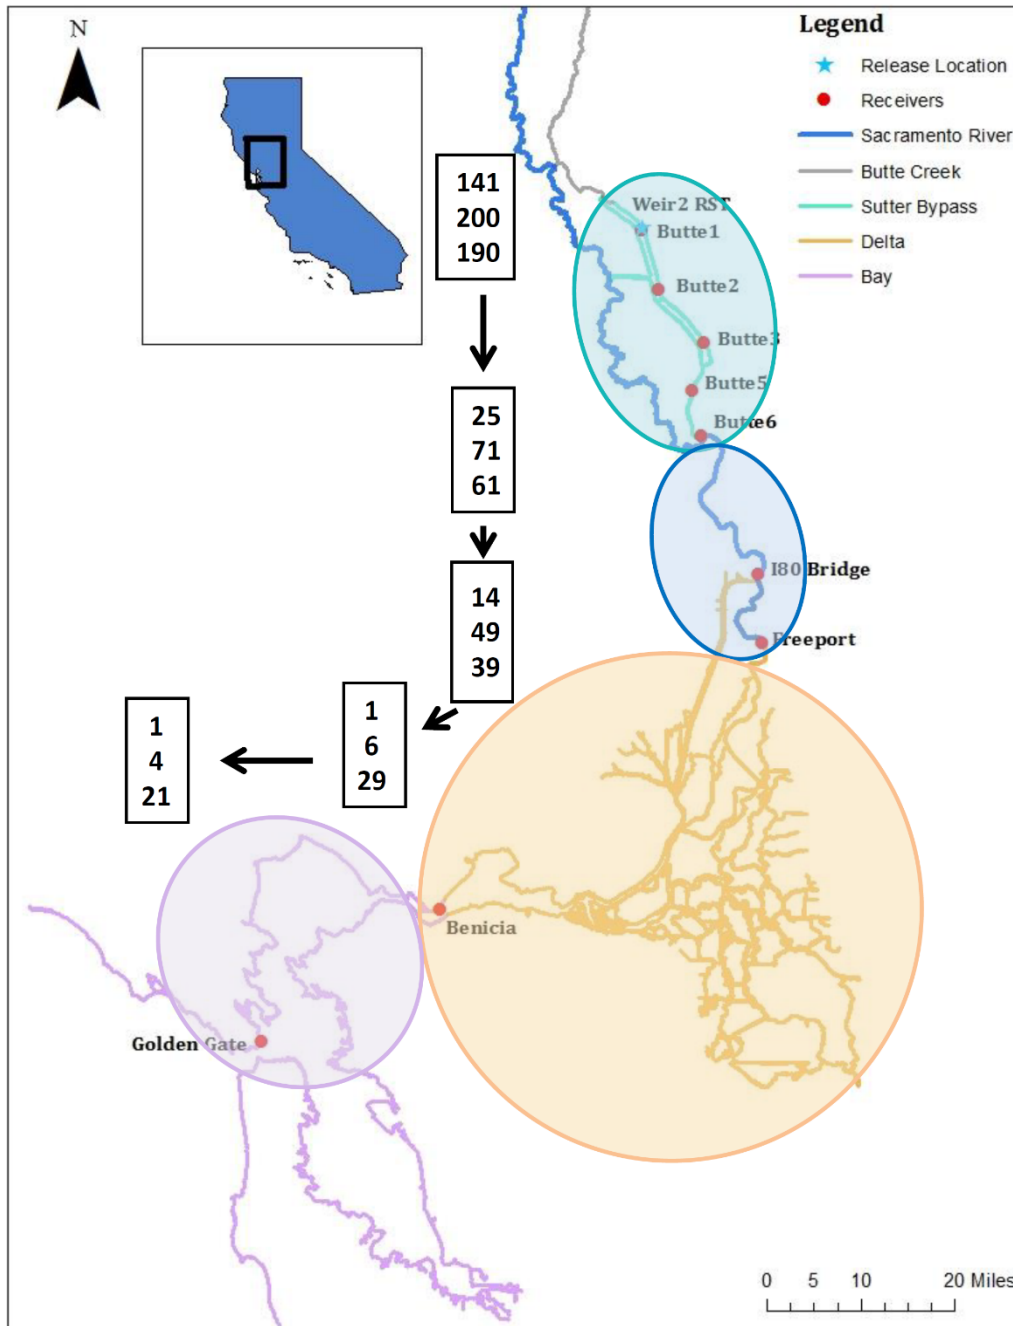 N
Legend
Release Location
Receivers
Sacramento River
Butte Creek
Sutter Bypass
Delta
Bay
141
200
190
Weir2 RST
Butte1
Butte2
Butte3
Butte5
Butte6
25
71
61
I80 Bridge
Freeport
14
49
39
1
6
29
1
4
21
Benicia
Golden Gate
0 5 10 20 Miles